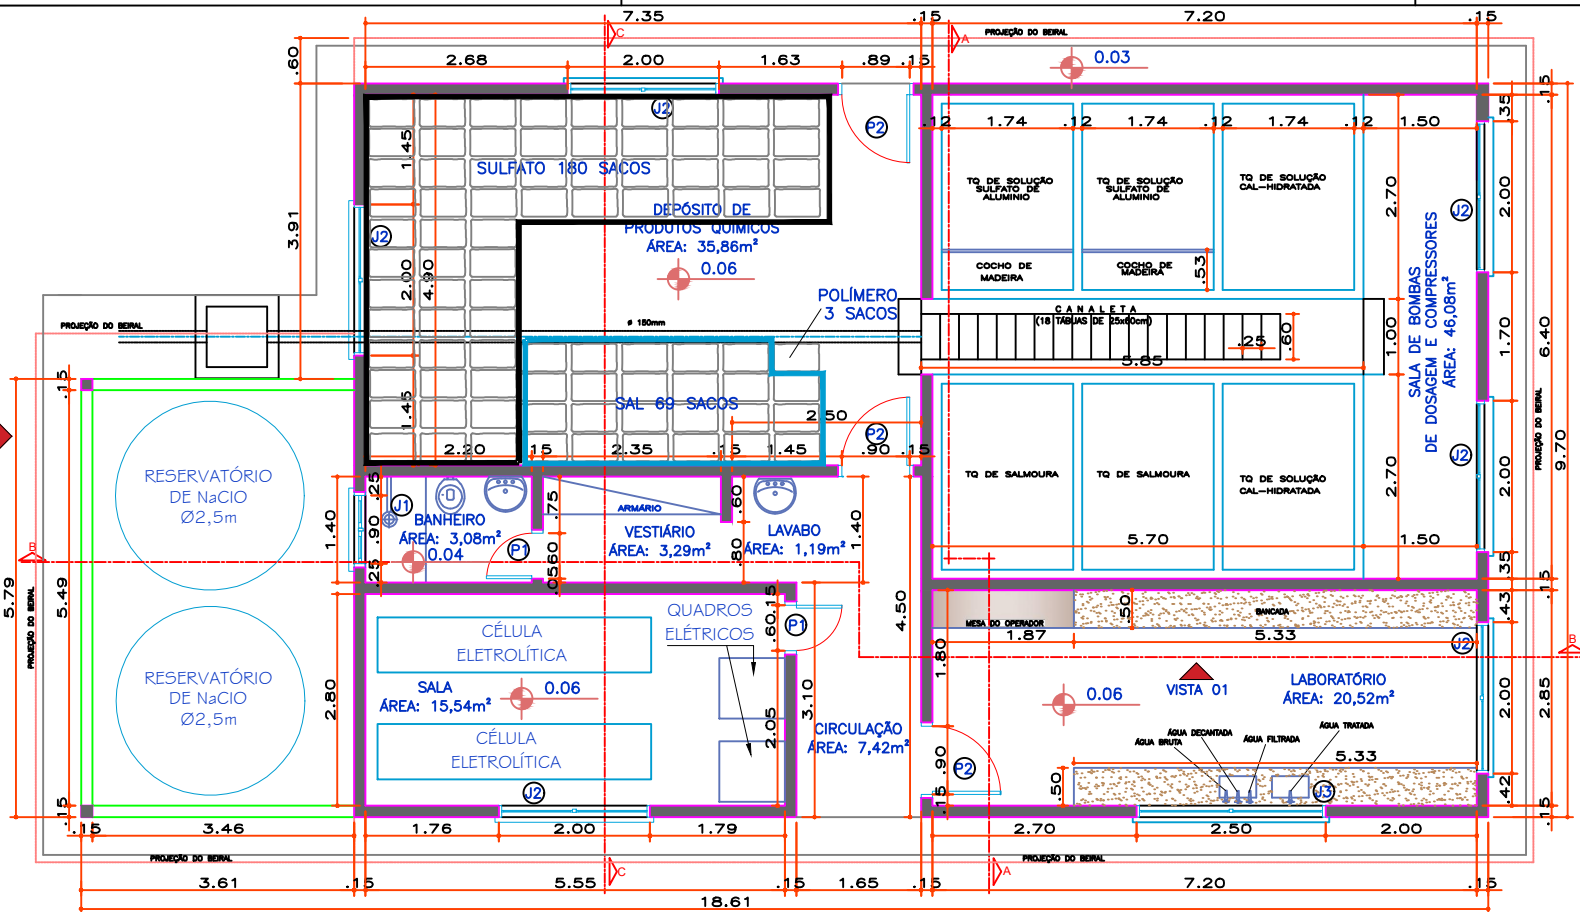 7.35
.15
7.20
.15
PROJEÇÃO DO BEIRAL
C
A
.60
2.68
2.00
1.63
.89
.15
0.03
J2
P2
.12
1.74
.12
1.74
.12
1.74
.12
1.50
.35
.15
1.45
SULFATO 180 SACOS
DEPÓSITO DE
PRODUTOS QUÍMICOS
ÁREA: 35,86m²
0.06
TQ DE SOLUÇÃO
SULFATO DE
ALUMINIO
TQ DE SOLUÇÃO
SULFATO DE
ALUMINIO
TQ DE SOLUÇÃO
CAL-HIDRATADA
2.70
2.00
J2
3.91
J2
2.00
4.90
COCHO DE
MADEIRA
COCHO DE
MADEIRA
.53
SALA DE BOMBAS
DE DOSAGEM E COMPRESSORES
ÁREA: 46,08m²
POLÍMERO
3 SACOS
PROJEÇÃO DO BEIRAL
ø 150mm
CANALETA
(18 TÁBUAS DE 25x60cm)
.25
.60
5.85
1.00
1.70
6.40
.15
1.45
SAL 69 SACOS
2.50
P2
2.20
.15
2.35
.15
1.45
.90
.15
J2
PROJEÇÃO DO BEIRAL
9.70
RESERVATÓRIO
DE NaClO
Ø2,5m
TQ DE SALMOURA
TQ DE SALMOURA
TQ DE SOLUÇÃO
CAL-HIDRATADA
2.70
2.00
1.40
.25
.90
.25
J1
BANHEIRO
ÁREA: 3,08m²
0.04
P1
.75
.60
.05
ARMÁRIO
VESTIÁRIO
ÁREA: 3,29m²
.60
.80
LAVABO
ÁREA: 1,19m²
1.40
5.70
1.50
.35
.15
B
5.79
5.49
PROJEÇÃO DO BEIRAL
QUADROS
ELÉTRICOS
.15
.60
P1
4.50
MESA DO OPERADOR
.50
BANCADA
.43
1.87
5.33
J2
B
CÉLULA
ELETROLÍTICA
1.80
RESERVATÓRIO
DE NaClO
Ø2,5m
2.80
SALA
ÁREA: 15,54m²
0.06
3.10
0.06
VISTA 01
LABORATÓRIO
ÁREA: 20,52m²
2.00
2.85
CÉLULA
ELETROLÍTICA
2.05
CIRCULAÇÃO
ÁREA: 7,42m²
ÁGUA BRUTA
ÁGUA DECANTADA
ÁGUA FILTRADA
ÁGUA TRATADA
5.33
.90
P2
.50
J2
J3
.15
.15
.42
.15
.15
3.46
1.76
2.00
1.79
2.70
2.50
2.00
PROJEÇÃO DO BEIRAL
PROJEÇÃO DO BEIRAL
C
A
3.61
.15
5.55
.15
1.65
.15
7.20
.15
18.61